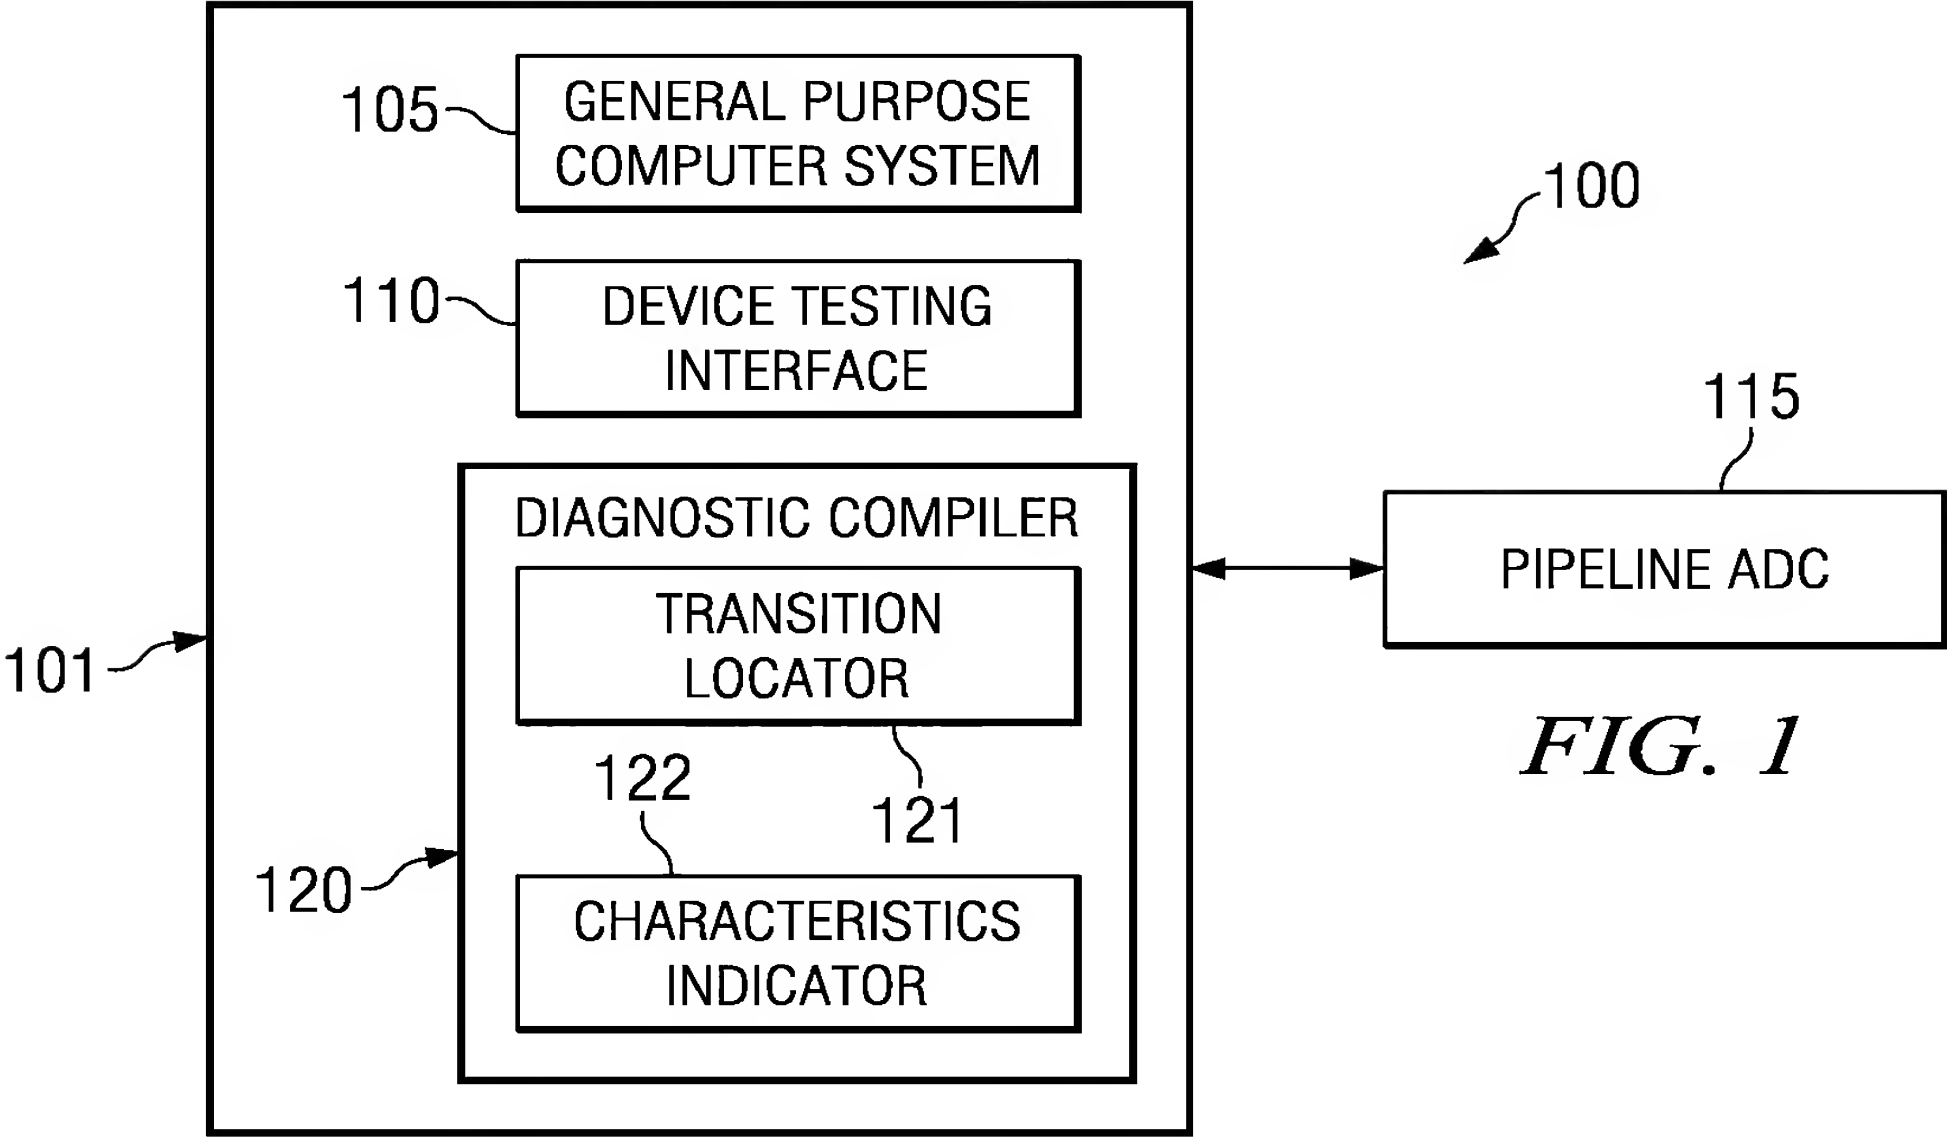 105
GENERAL PURPOSE
COMPUTER SYSTEM
100
110
DEVICE TESTING
INTERFACE
115
DIAGNOSTIC COMPILER
PIPELINE ADC
TRANSITION
LOCATOR
101
FIG. 1
122
121
120
CHARACTERISTICS
INDICATOR